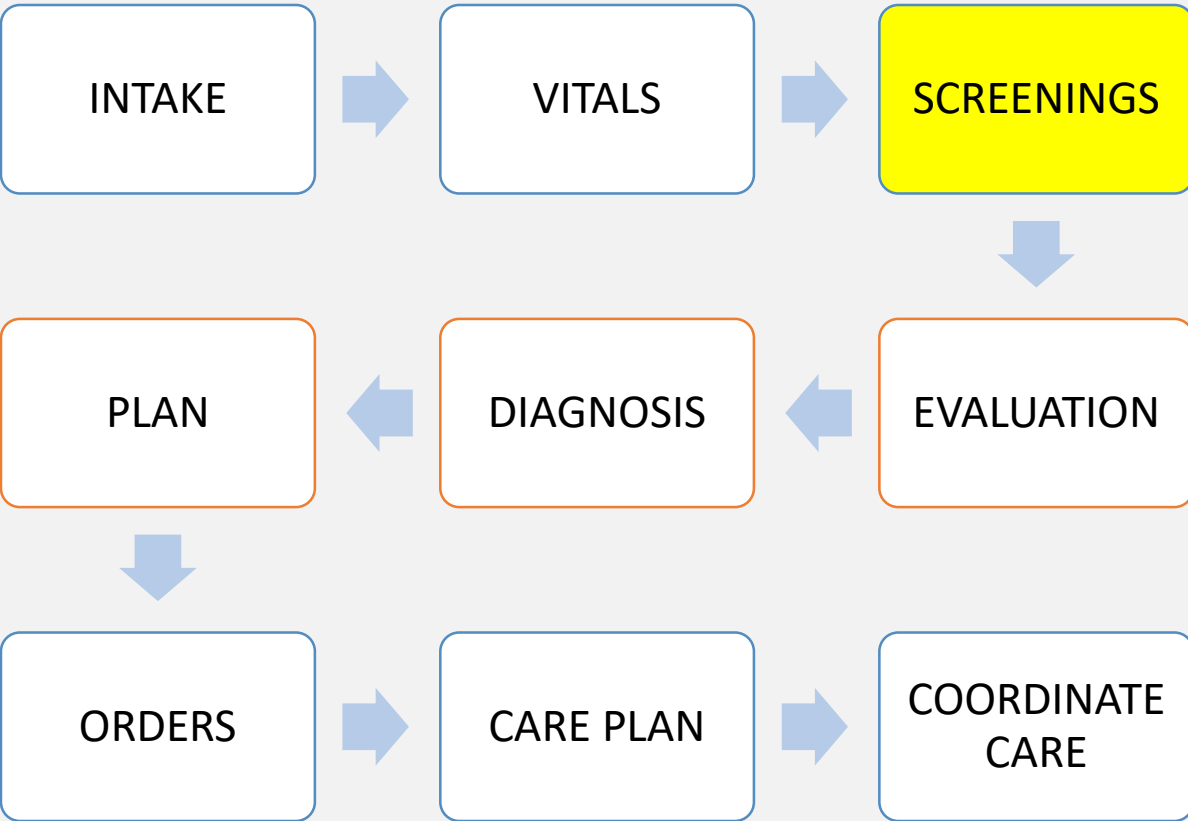 INTAKE
VITALS
SCREENINGS
EVALUATION
DIAGNOSIS
PLAN
ORDERS
CARE PLAN
COORDINATE
CARE